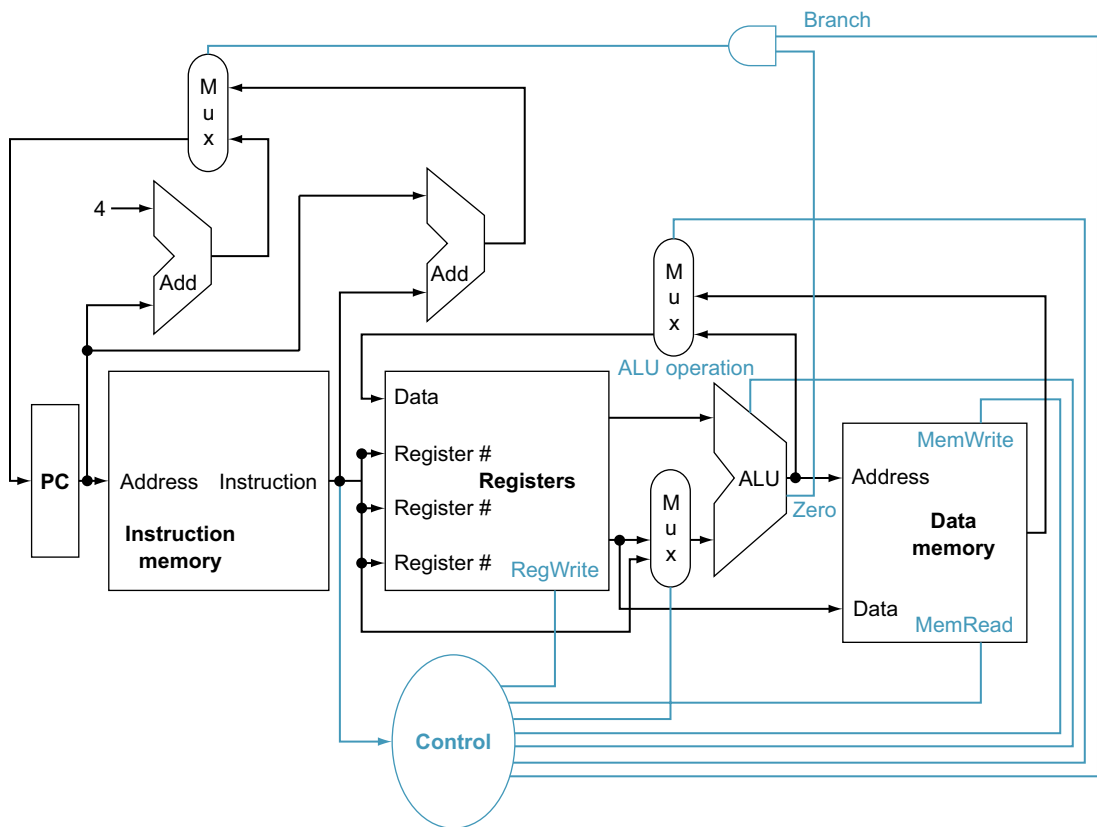 Branch
M
u
x
4
Add
Add
M
u
x
ALU operation
Data
Register #
Registers
Register #
Register #
RegWrite
PC
Address
Instruction
Instruction
memory
M
u
x
ALU
Zero
MemWrite
Address
Data
memory
Data
MemRead
Control